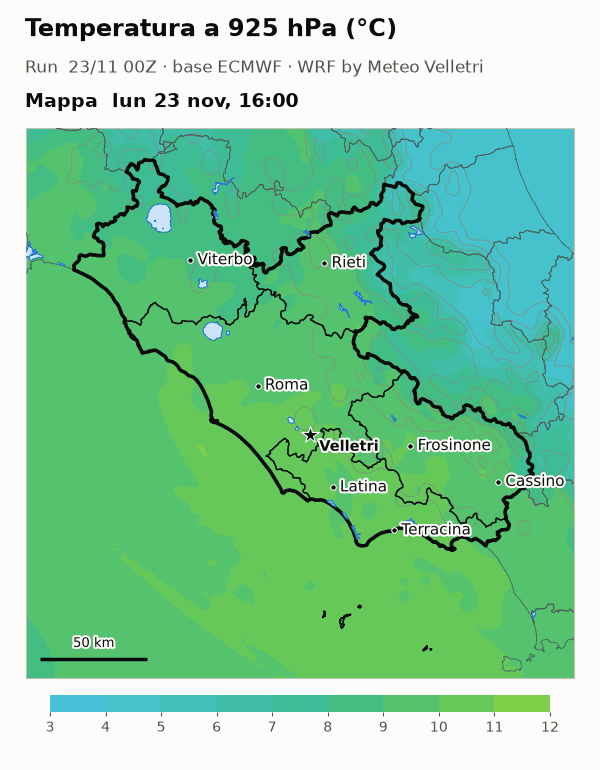 Temperatura a 925 hPa (°C)
Run  23/11 00Z · base ECMWF · WRF by Meteo Velletri
Mappa  lun 23 nov, 16:00
Viterbo
Rieti
Roma
Velletri
Frosinone
Latina
Cassino
Terracina
50 km
3 4 5 6 7 8 9 10 11 12